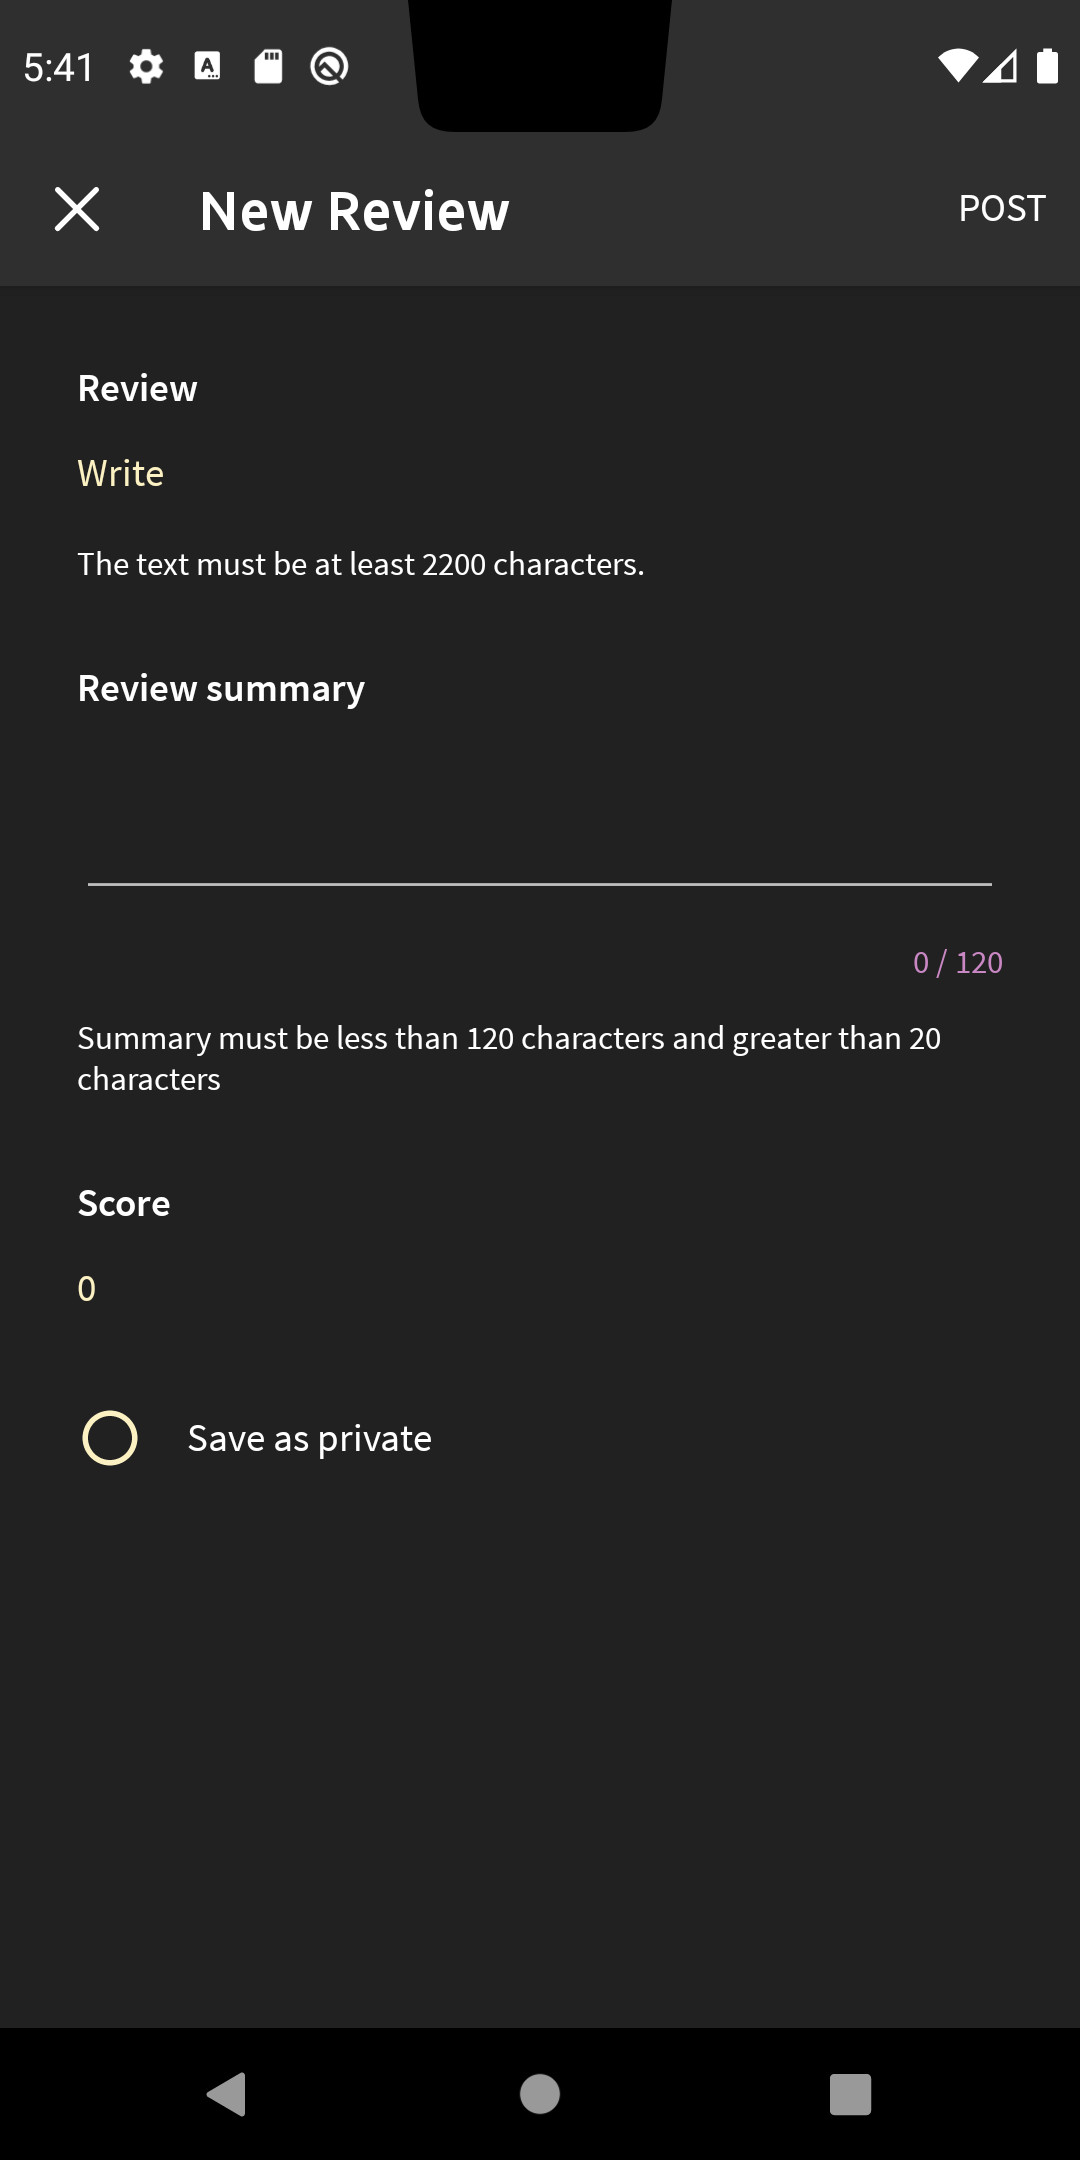 5:41
New Review
POST
Review
Write
The text must be at least 2200 characters.
Review summary
0 / 120
Summary must be less than 120 characters and greater than 20
characters
Score
0
Save as private